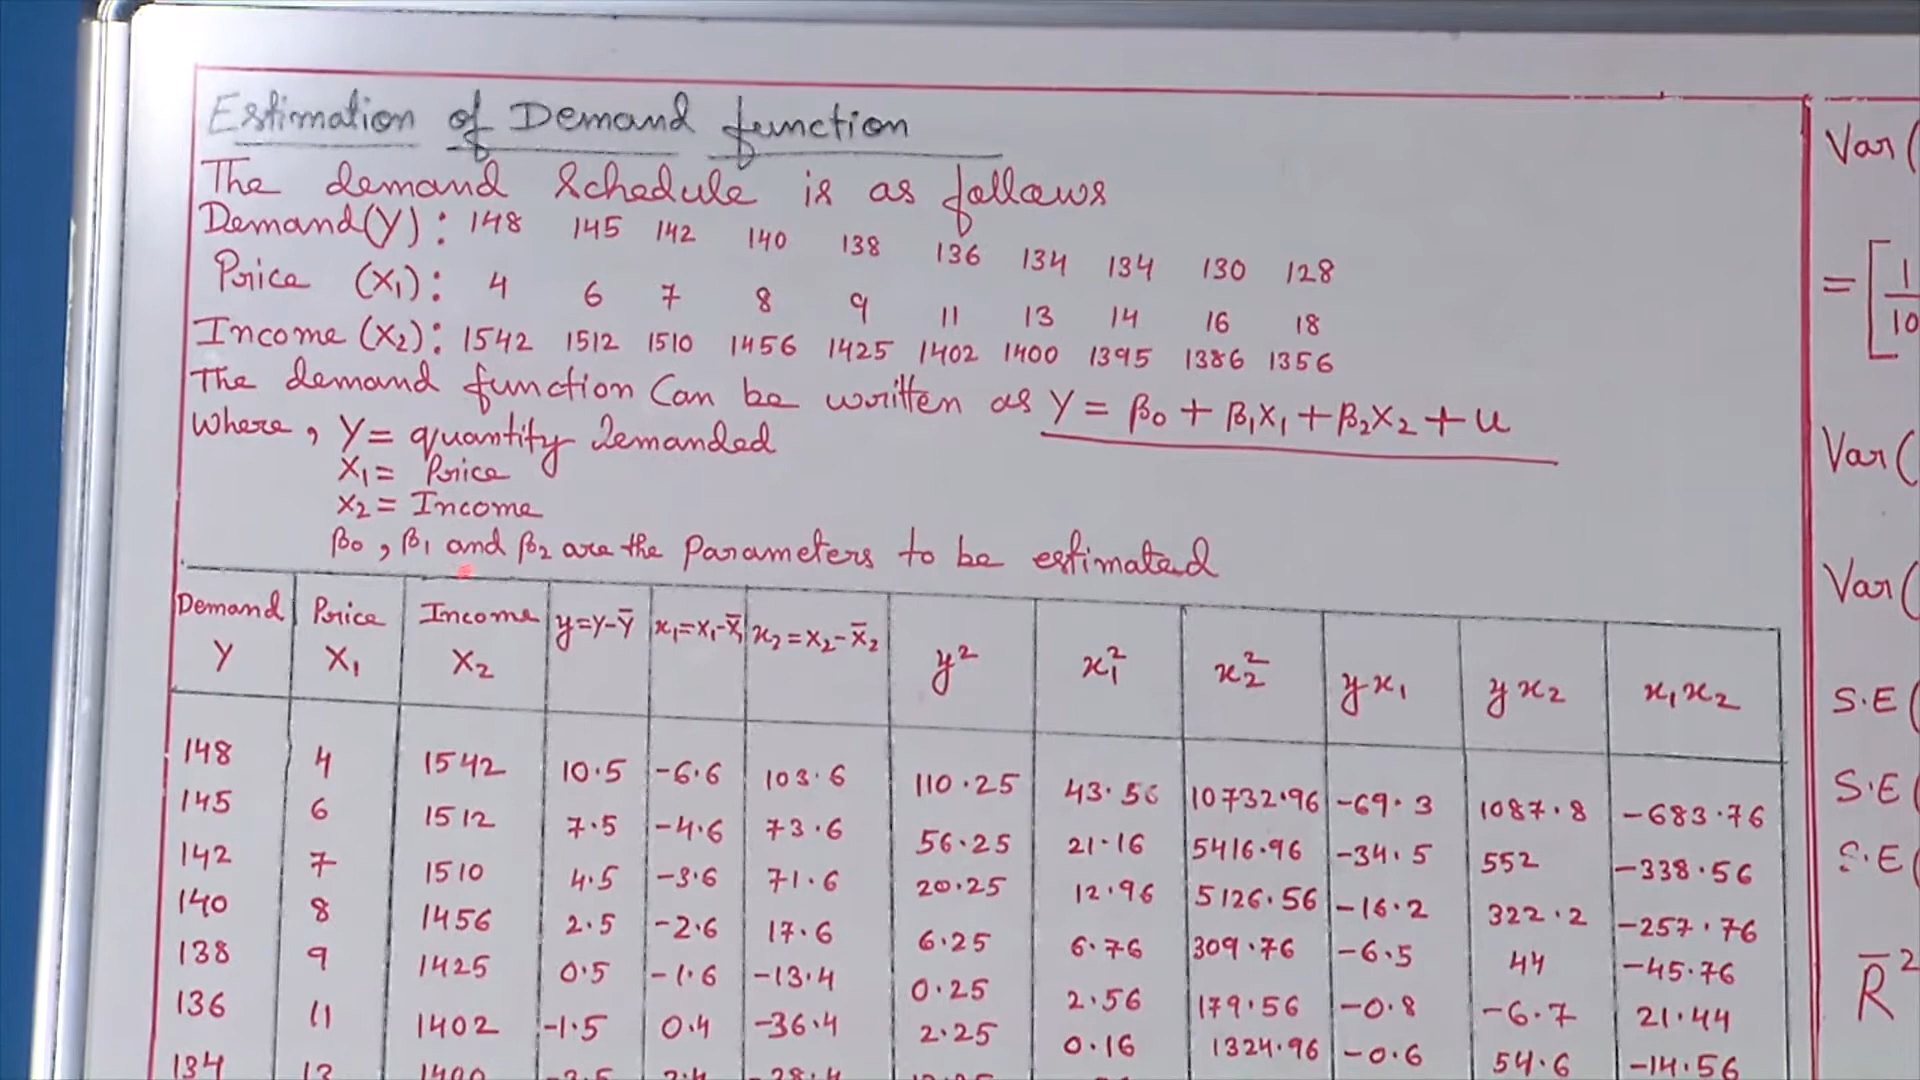 Estimation of Demand function
The demand schedule is as follows
Demand(Y): 148 145 142 140 138 136 134 134 130 128
Price (X₁): 4 6 7 8 9 11 13 14 16 18
Income (X₂): 1542 1512 1510 1456 1425 1402 1400 1395 1386 1356
The demand function Can be written as Y = β₀ + β₁X₁ + β₂X₂ + u
Where, Y = quantity demanded
X₁ = Price
X₂ = Income
β₀, β₁ and β₂ are the parameters to be estimated
Demand Y | Price X₁ | Income X₂ | y=Y-Ȳ | x₁=X₁-X̄₁ | x₂=X₂-X̄₂ | y² | x₁² | x₂² | yx₁ | yx₂ | x₁x₂
148 4 1542 10.5 -6.6 103.6 110.25 43.56 10732.96 -69.3 1087.8 -683.76
145 6 1512 7.5 -4.6 73.6 56.25 21.16 5416.96 -34.5 552 -338.56
142 7 1510 4.5 -3.6 71.6 20.25 12.96 5126.56 -16.2 322.2 -257.76
140 8 1456 2.5 -2.6 17.6 6.25 6.76 309.76 -6.5 44 -45.76
138 9 1425 0.5 -1.6 -13.4 0.25 2.56 179.56 -0.8 -6.7 21.44
136 11 1402 -1.5 0.4 -36.4 2.25 0.16 1324.96 -0.6 54.6 -14.56
134 13 1400
Var(
= [1/10
Var(
Var(
S.E(
S.E(
S.E(
R̄²